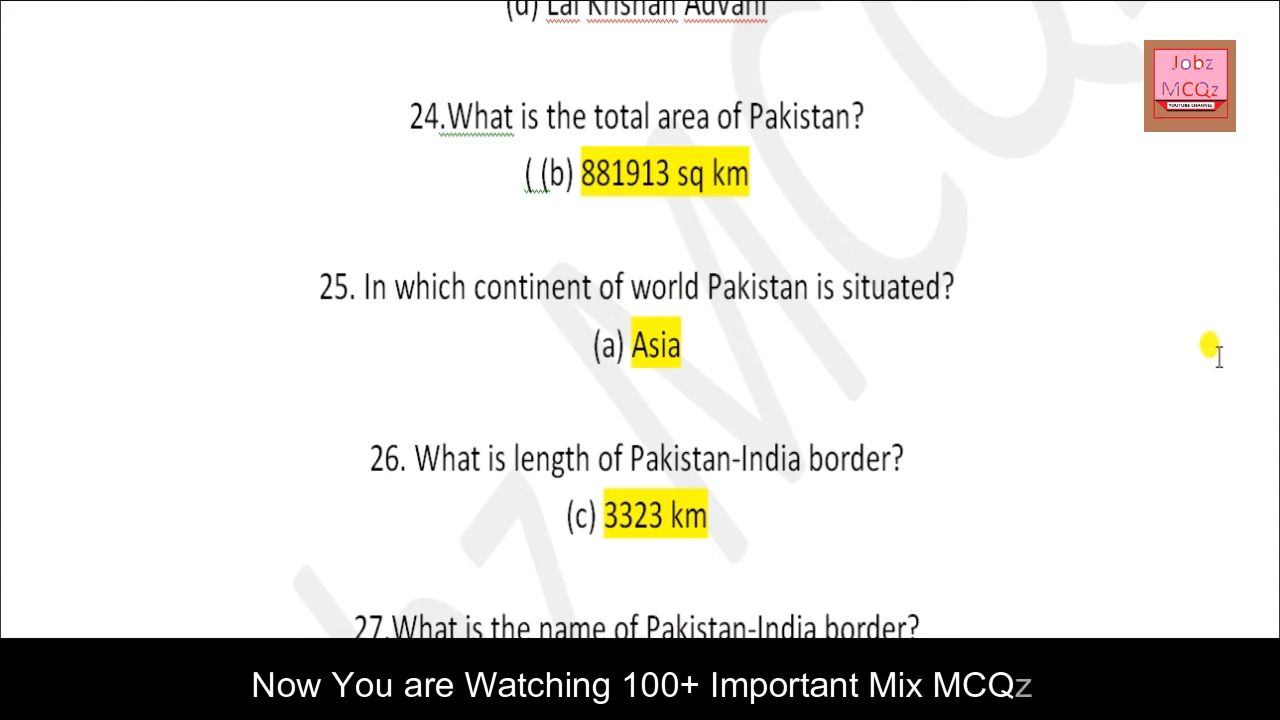 (d) Lal Krishan Advani
Jobz
MCQz
YOUTUBE CHANNEL
24.What is the total area of Pakistan?
( (b) 881913 sq km
25. In which continent of world Pakistan is situated?
(a) Asia
26. What is length of Pakistan-India border?
(c) 3323 km
27.What is the name of Pakistan-India border?
Now You are Watching 100+ Important Mix MCQz